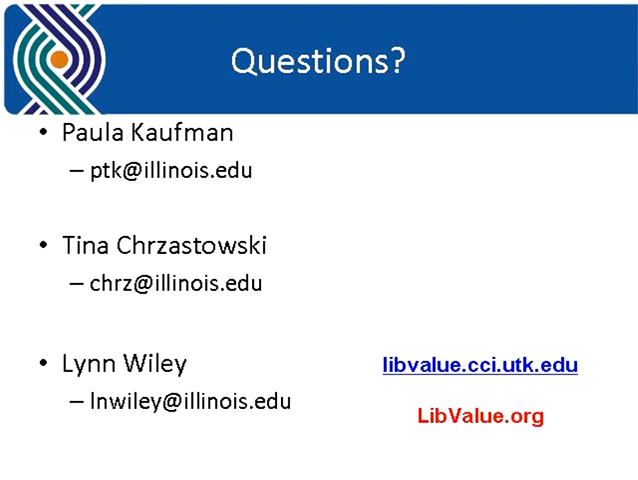 Questions?
• Paula Kaufman
– ptk@illinois.edu
• Tina Chrzastowski
– chrz@illinois.edu
• Lynn Wiley
– lnwiley@illinois.edu
libvalue.cci.utk.edu
LibValue.org